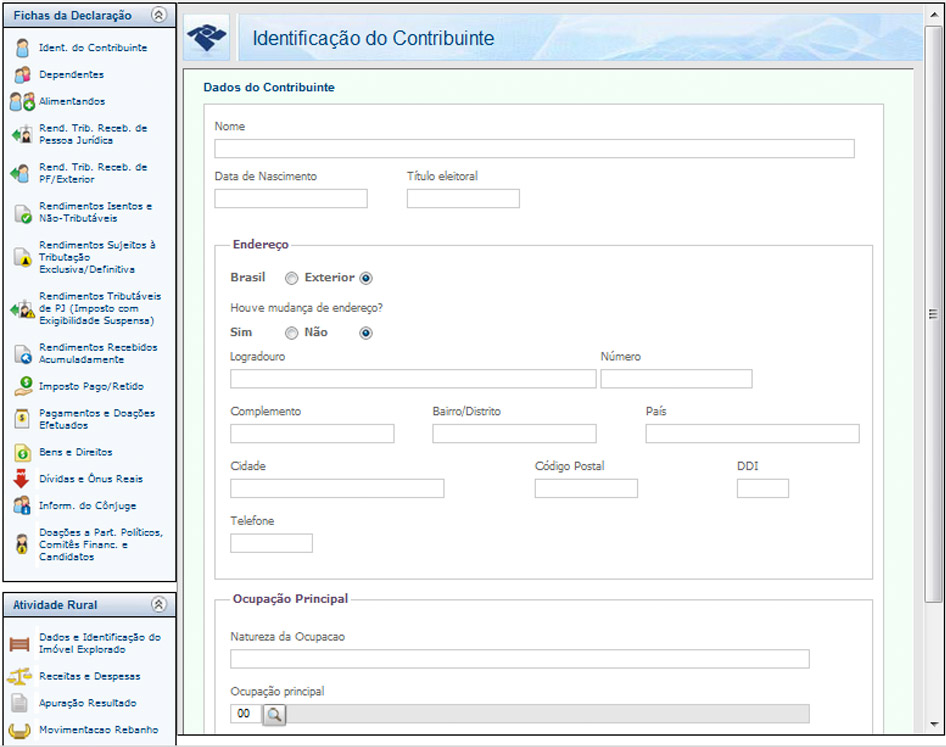 Fichas da Declaração
Ident. do Contribuinte
Dependentes
Alimentandos
Rend. Trib. Receb. de
Pessoa Jurídica
Rend. Trib. Receb. de
PF/Exterior
Rendimentos Isentos e
Não-Tributáveis
Rendimentos Sujeitos à
Tributação
Exclusiva/Definitiva
Rendimentos Tributáveis
de PJ (Imposto com
Exigibilidade Suspensa)
Rendimentos Recebidos
Acumuladamente
Imposto Pago/Retido
Pagamentos e Doações
Efetuados
Bens e Direitos
Dívidas e Ônus Reais
Inform. do Cônjuge
Doações a Part. Políticos,
Comitês Financ. e
Candidatos
Atividade Rural
Dados e Identificação do
Imóvel Explorado
Receitas e Despesas
Apuração Resultado
Movimentacao Rebanho
Identificação do Contribuinte
Dados do Contribuinte
Nome
Data de Nascimento Título eleitoral
Endereço
Brasil Exterior
Houve mudança de endereço?
Sim Não
Logradouro Número
Complemento Bairro/Distrito País
Cidade Código Postal DDI
Telefone
Ocupação Principal
Natureza da Ocupacao
Ocupação principal
00